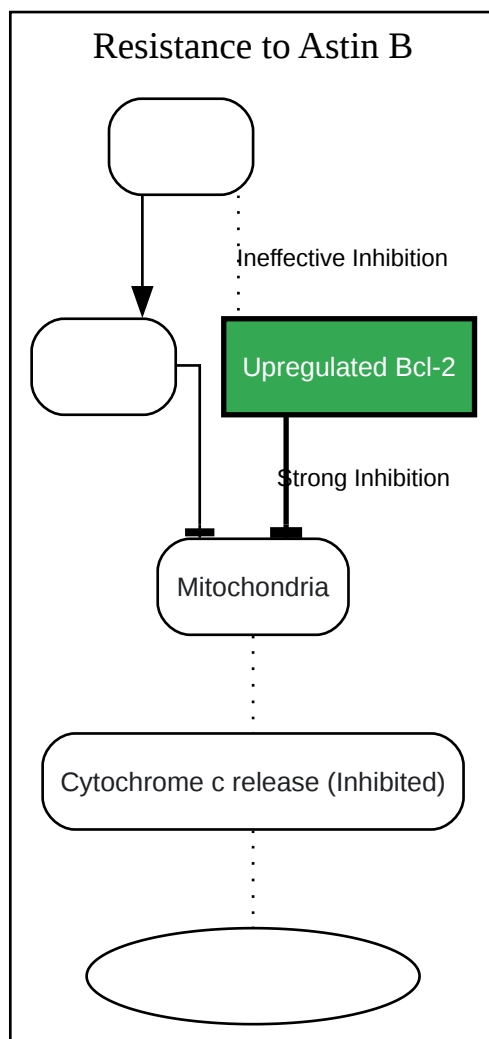 Resistance to Astin B
Ineffective Inhibition
Upregulated Bcl-2
Strong Inhibition
Mitochondria
Cytochrome c release (Inhibited)